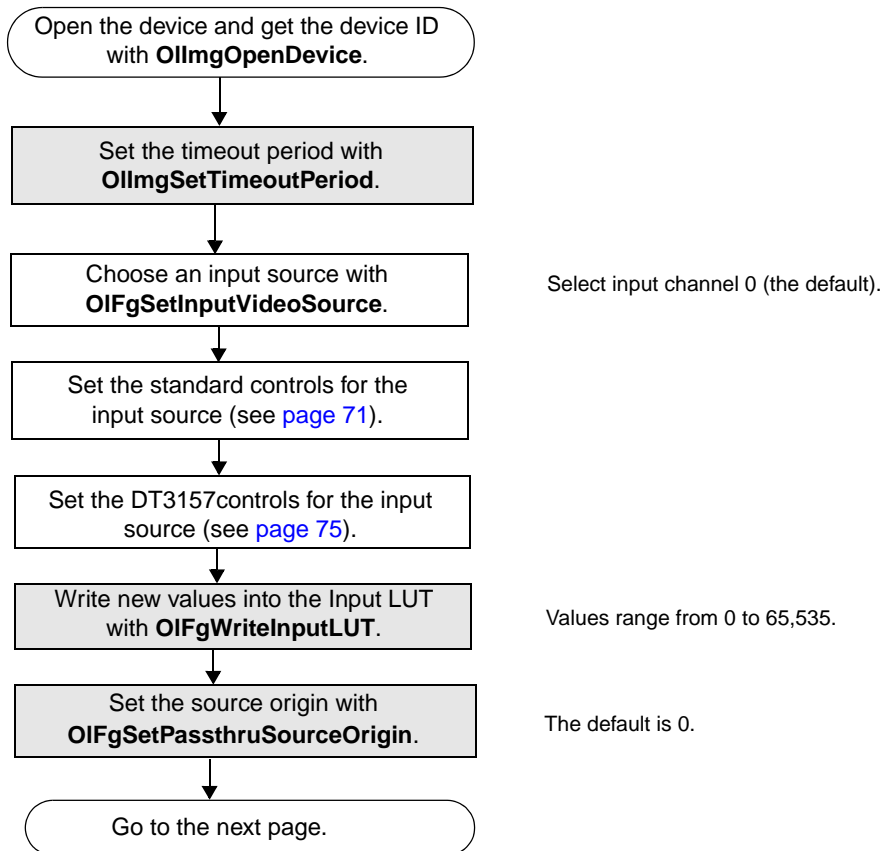 Open the device and get the device ID
with OlImgOpenDevice.
Set the timeout period with
OlImgSetTimeoutPeriod.
Choose an input source with
OlFgSetInputVideoSource.
Select input channel 0 (the default).
Set the standard controls for the
input source (see page 71).
Set the DT3157controls for the input
source (see page 75).
Write new values into the Input LUT
with OlFgWriteInputLUT.
Values range from 0 to 65,535.
Set the source origin with
OlFgSetPassthruSourceOrigin.
The default is 0.
Go to the next page.